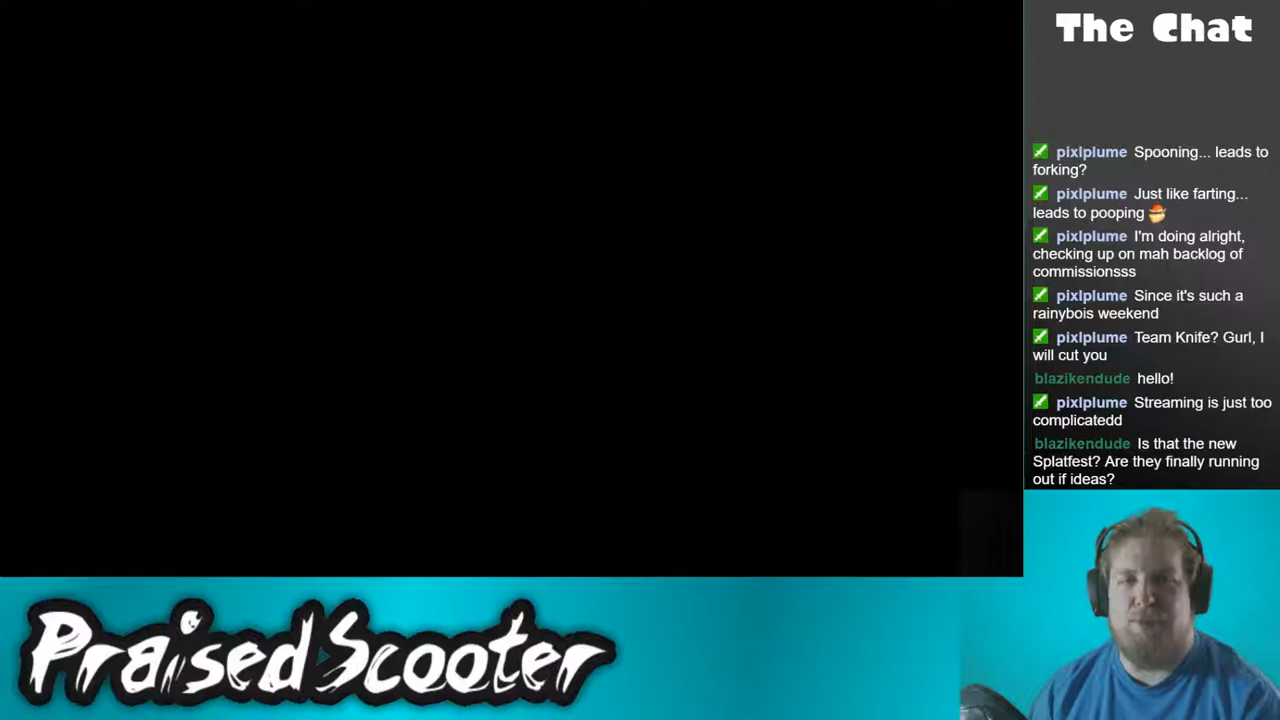 The Chat
pixlplume Spooning... leads to
forking?
pixlplume Just like farting...
leads to pooping
pixlplume I'm doing alright,
checking up on mah backlog of
commissionsss
pixlplume Since it's such a
rainybois weekend
pixlplume Team Knife? Gurl, I
will cut you
blazikendude hello!
pixlplume Streaming is just too
complicatedd
blazikendude Is that the new
Splatfest? Are they finally running
out if ideas?
PraisedScooter